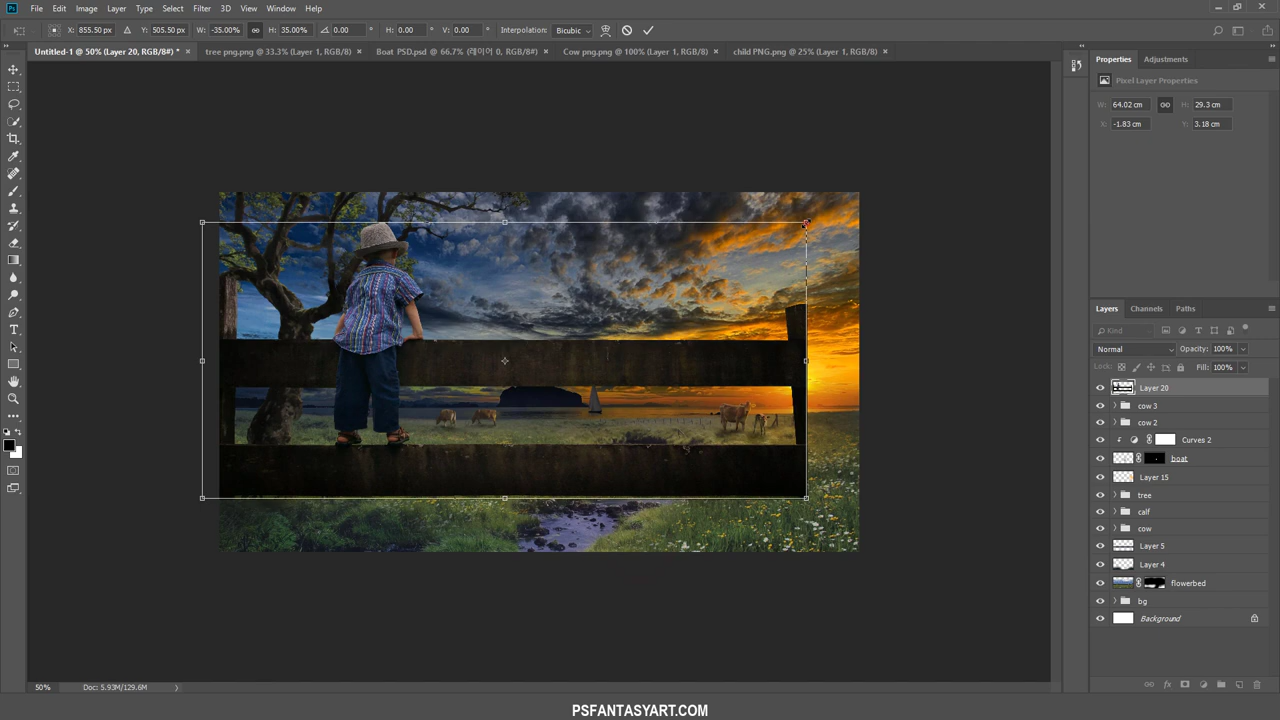 Ps File Edit Image Layer Type Select Filter 3D View Window Help
X: 855.50 px Y: 505.50 px W: -35.00% H: 35.00% 0.00 ° H: 0.00 ° V: 0.00 ° Interpolation: Bicubic
Untitled-1 @ 50% (Layer 20, RGB/8#) * × tree png.png @ 33.3% (Layer 1, RGB/8) × Boat PSD.psd @ 66.7% (레이어 0, RGB/8#) × Cow png.png @ 100% (Layer 1, RGB/8) × child PNG.png @ 25% (Layer 1, RGB/8) ×
Properties Adjustments
Pixel Layer Properties
W: 64.02 cm H: 29.3 cm
X: -1.83 cm Y: 3.18 cm
Layers Channels Paths
Kind
Normal Opacity: 100%
Lock: Fill: 100%
Layer 20
cow 3
cow 2
Curves 2
boat
Layer 15
tree
calf
cow
Layer 5
Layer 4
flowerbed
bg
Background
50% Doc: 5.93M/129.6M
PSFANTASYART.COM